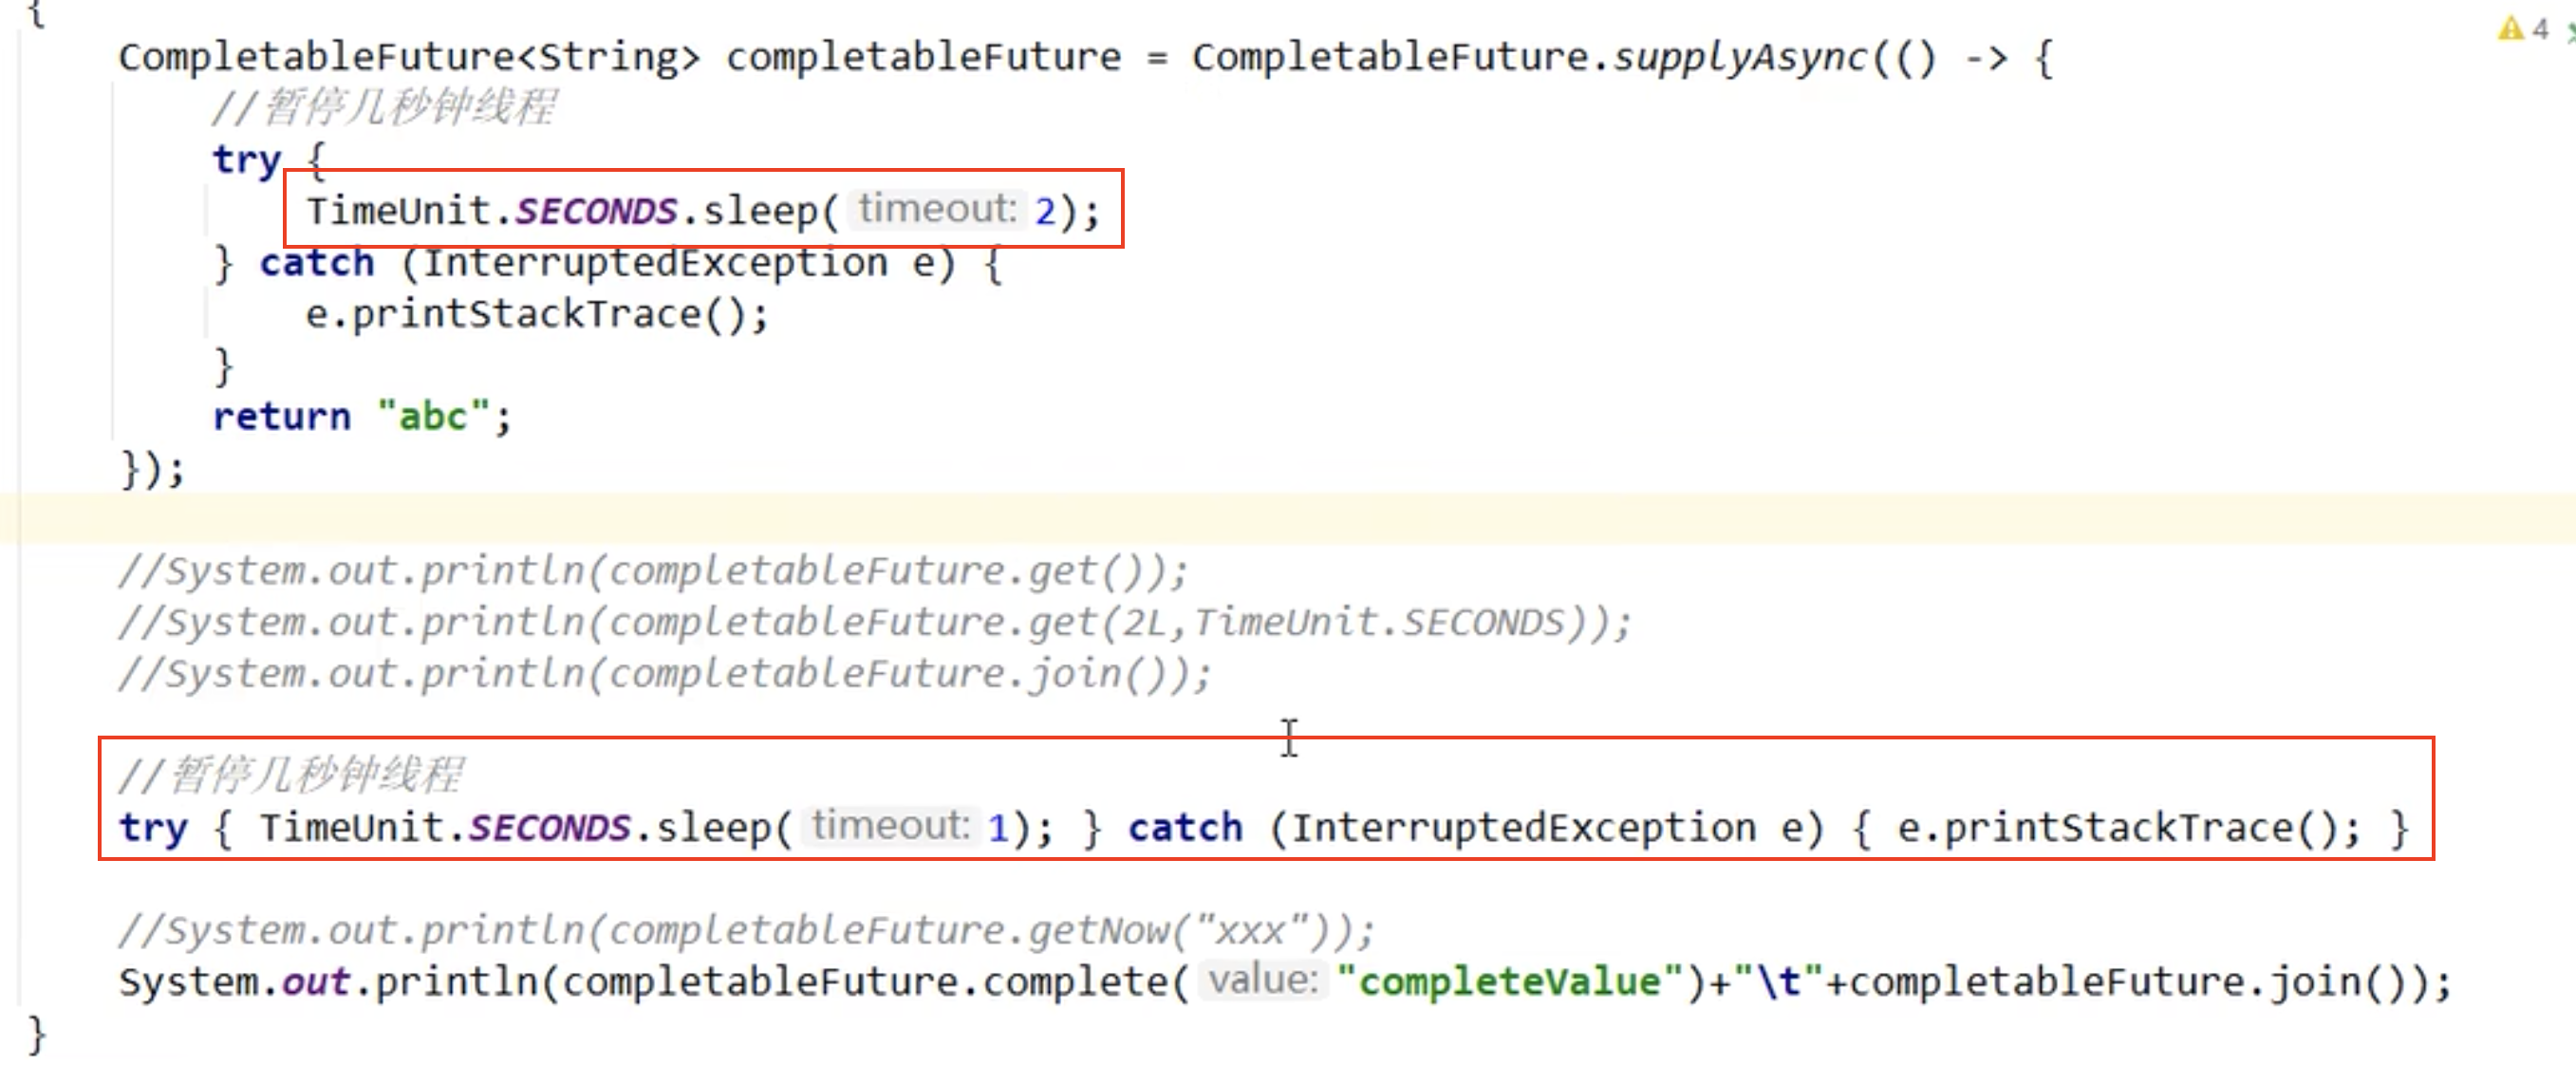 {
4
CompletableFuture<String> completableFuture = CompletableFuture.supplyAsync(() -> {
//暂停几秒钟线程
try {
TimeUnit.SECONDS.sleep( timeout: 2);
} catch (InterruptedException e) {
e.printStackTrace();
}
return "abc";
});
//System.out.println(completableFuture.get());
//System.out.println(completableFuture.get(2L,TimeUnit.SECONDS));
//System.out.println(completableFuture.join());
//暂停几秒钟线程
try { TimeUnit.SECONDS.sleep( timeout: 1); } catch (InterruptedException e) { e.printStackTrace(); }
//System.out.println(completableFuture.getNow("xxx"));
System.out.println(completableFuture.complete( value: "completeValue")+"\t"+completableFuture.join());
}